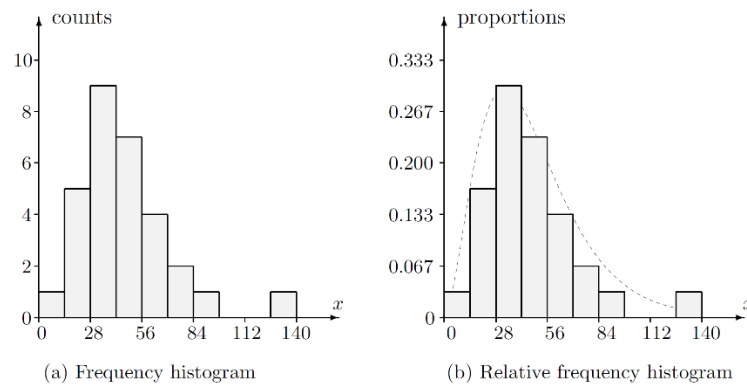 counts
10
8
6
4
2
0
0 28 56 84 112 140
x
(a) Frequency histogram
proportions
0.333
0.267
0.200
0.133
0.067
0
0 28 56 84 112 140
(b) Relative frequency histogram